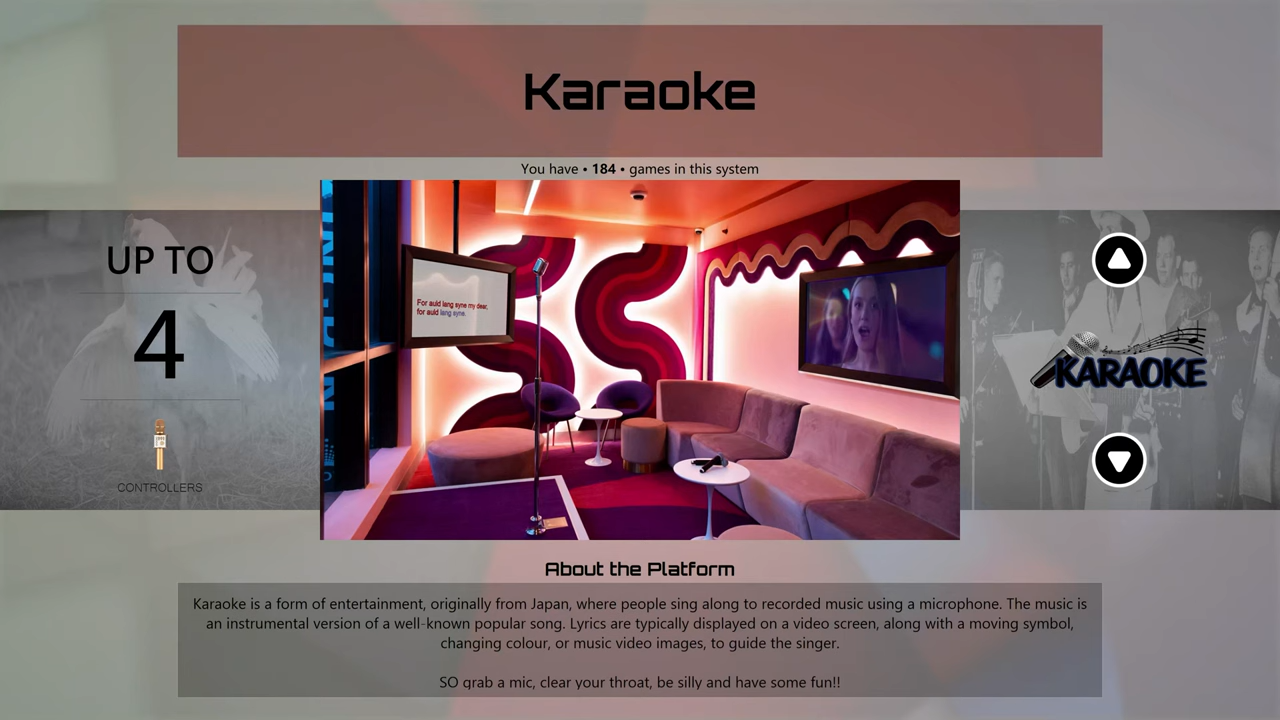 Karaoke
You have • 184 • games in this system
UP TO
4
CONTROLLERS
For auld lang syne my dear,
for auld lang syne.
KARAOKE
About the Platform
Karaoke is a form of entertainment, originally from Japan, where people sing along to recorded music using a microphone. The music is
an instrumental version of a well-known popular song. Lyrics are typically displayed on a video screen, along with a moving symbol,
changing colour, or music video images, to guide the singer.
SO grab a mic, clear your throat, be silly and have some fun!!